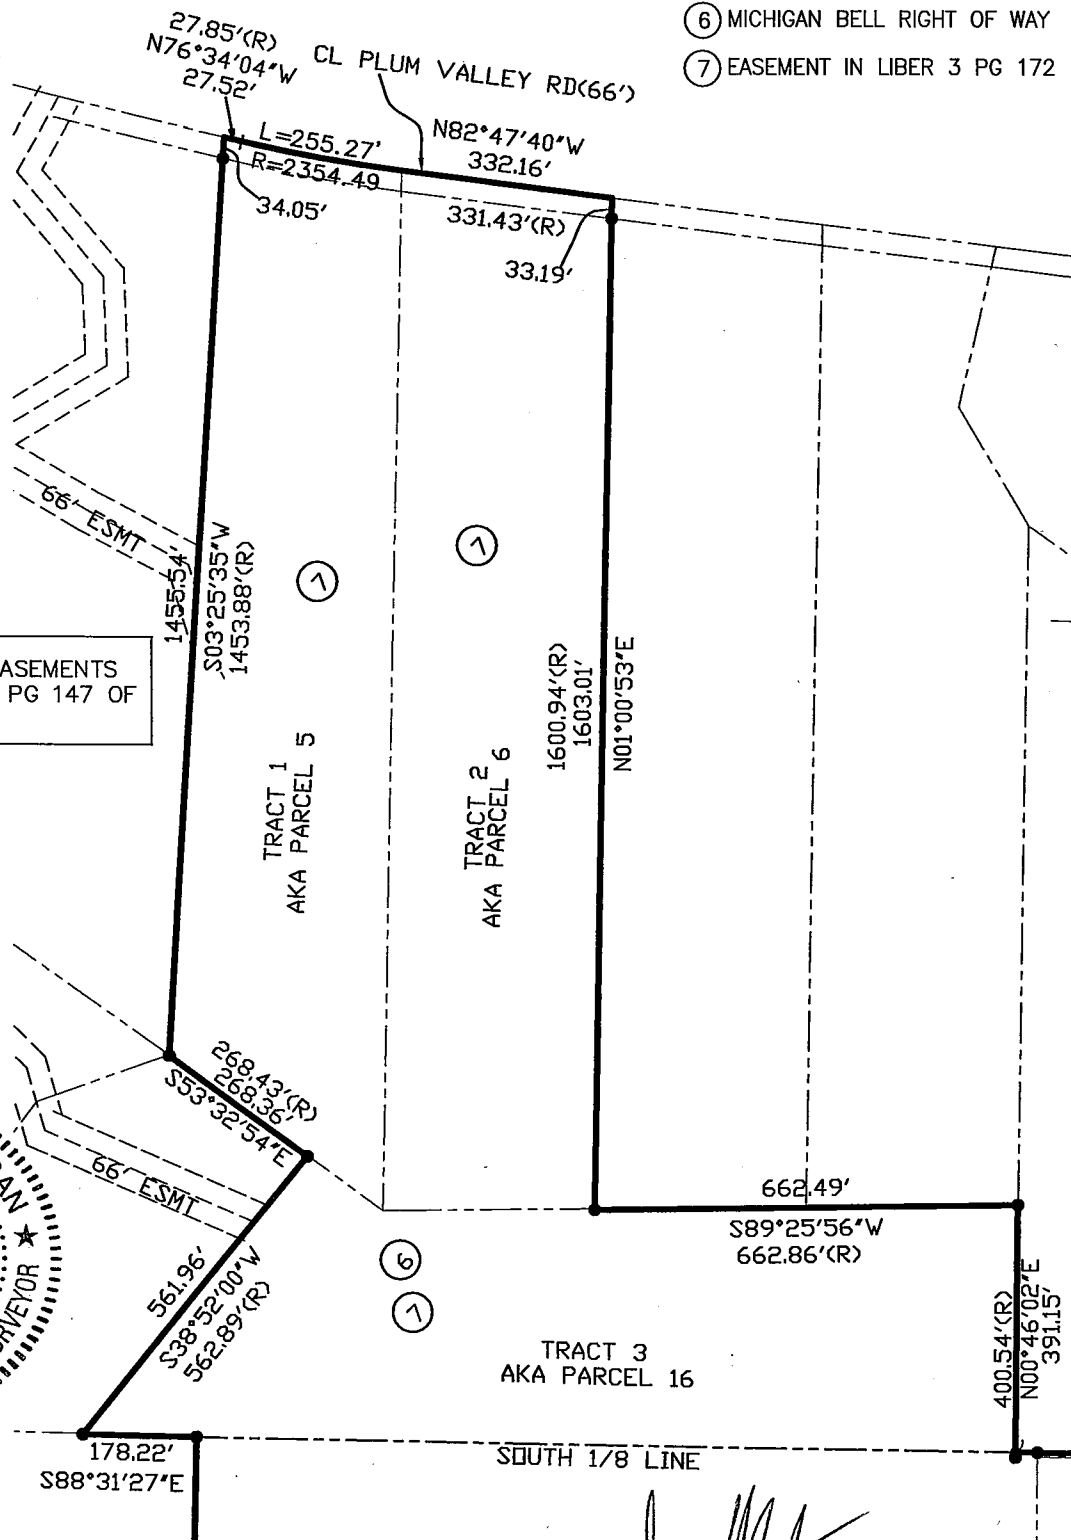 6 MICHIGAN BELL RIGHT OF WAY
7 EASEMENT IN LIBER 3 PG 172
27.85'(R)
N76°34'04"W
27.52'
CL PLUM VALLEY RD(66')
L=255.27'
R=2354.49
N82°47'40"W
332.16'
34.05'
331.43'(R)
33.19'
66' ESMT
1455.54'
S03°25'35"W
1453.88'(R)
7
7
ASEMENTS
PG 147 OF
1600.94'(R)
1603.01'
N01°00'53"E
TRACT 1
AKA PARCEL 5
TRACT 2
AKA PARCEL 6
268.43'(R)
268.36'
S53°32'54"E
66' ESMT
662.49'
S89°25'56"W
662.86'(R)
561.96'
S38°52'00"W
562.89'(R)
6
7
TRACT 3
AKA PARCEL 16
400.54'(R)
N00°46'02"E
391.15'
178.22'
S88°31'27"E
SOUTH 1/8 LINE